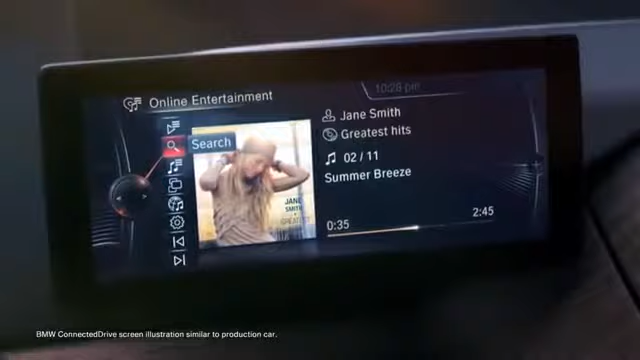 Online Entertainment
10:28 pm
Search
Jane Smith
Greatest hits
02 / 11
Summer Breeze
JANE
SMITH
GREATEST
0:35
2:45
BMW ConnectedDrive screen illustration similar to production car.